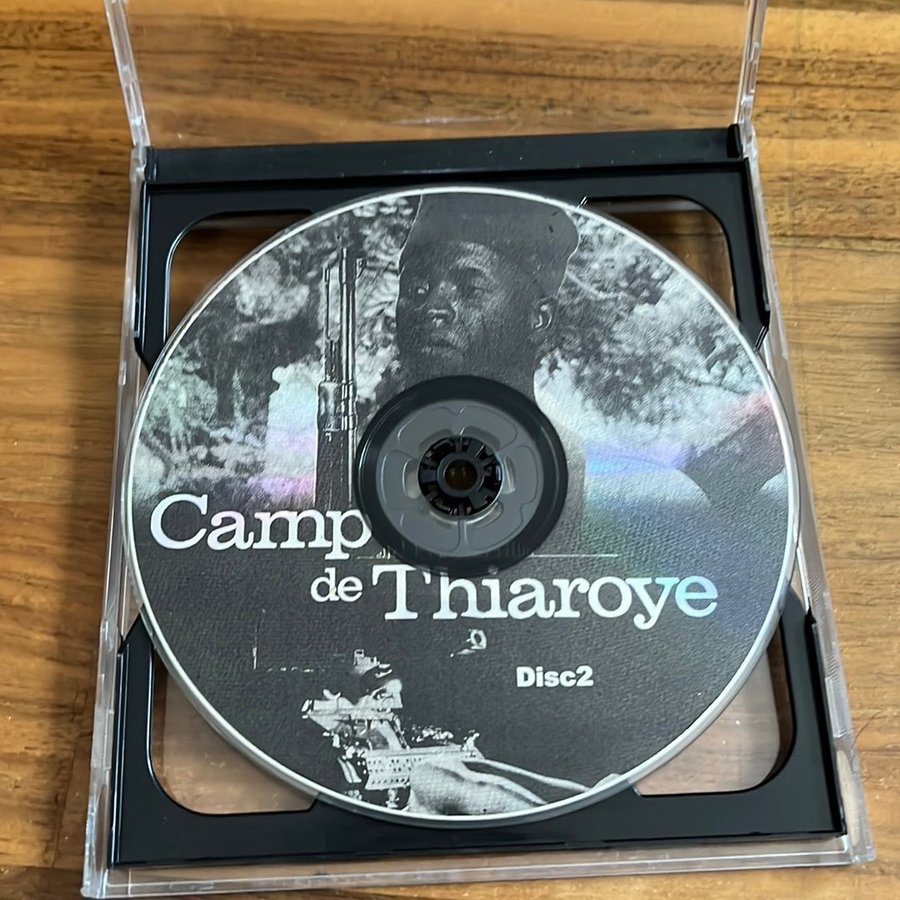 Camp
de Thiaroye
Disc2